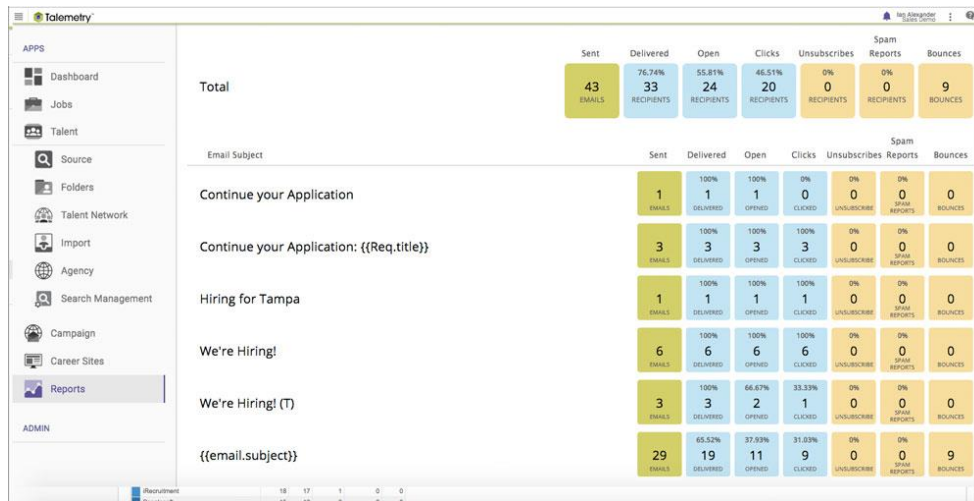 Talemetry
Ian Alexander
Sales Demo
APPS
Dashboard
Jobs
Talent
Source
Folders
Talent Network
Import
Agency
Search Management
Campaign
Career Sites
Reports
ADMIN
Sent Delivered Open Clicks Unsubscribes Spam Reports Bounces
Total
76.74% 55.81% 46.51% 0% 0%
43 33 24 20 0 0 9
EMAILS RECIPIENTS RECIPIENTS RECIPIENTS RECIPIENTS RECIPIENTS BOUNCES
Email Subject Sent Delivered Open Clicks Unsubscribes Spam Reports Bounces
100% 100% 0% 0% 0%
Continue your Application 1 1 1 0 0 0 0
EMAILS DELIVERED OPENED CLICKED UNSUBSCRIBE SPAM REPORTS BOUNCES
100% 100% 100% 0% 0%
Continue your Application: {{Req.title}} 3 3 3 3 0 0 0
EMAILS DELIVERED OPENED CLICKED UNSUBSCRIBE SPAM REPORTS BOUNCES
100% 100% 100% 0% 0%
Hiring for Tampa 1 1 1 1 0 0 0
EMAILS DELIVERED OPENED CLICKED UNSUBSCRIBE SPAM REPORTS BOUNCES
100% 100% 100% 0% 0%
We're Hiring! 6 6 6 6 0 0 0
EMAILS DELIVERED OPENED CLICKED UNSUBSCRIBE SPAM REPORTS BOUNCES
100% 66.67% 33.33% 0% 0%
We're Hiring! (T) 3 3 2 1 0 0 0
EMAILS DELIVERED OPENED CLICKED UNSUBSCRIBE SPAM REPORTS BOUNCES
65.52% 37.93% 31.03% 0% 0%
{{email.subject}} 29 19 11 9 0 0 9
EMAILS DELIVERED OPENED CLICKED UNSUBSCRIBE SPAM REPORTS BOUNCES
iRecruitment 18 17 1 0 0